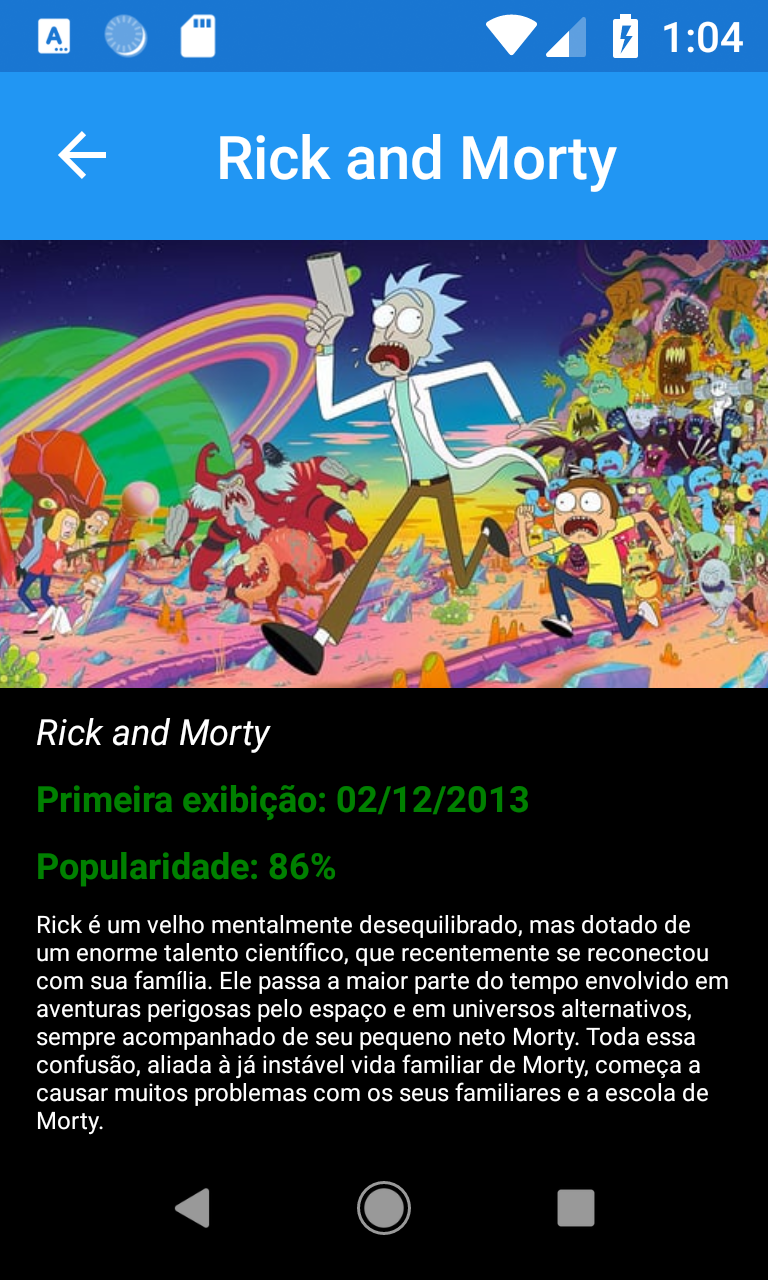 A
1:04
Rick and Morty
Rick and Morty
Primeira exibição: 02/12/2013
Popularidade: 86%
Rick é um velho mentalmente desequilibrado, mas dotado de
um enorme talento científico, que recentemente se reconectou
com sua família. Ele passa a maior parte do tempo envolvido em
aventuras perigosas pelo espaço e em universos alternativos,
sempre acompanhado de seu pequeno neto Morty. Toda essa
confusão, aliada à já instável vida familiar de Morty, começa a
causar muitos problemas com os seus familiares e a escola de
Morty.